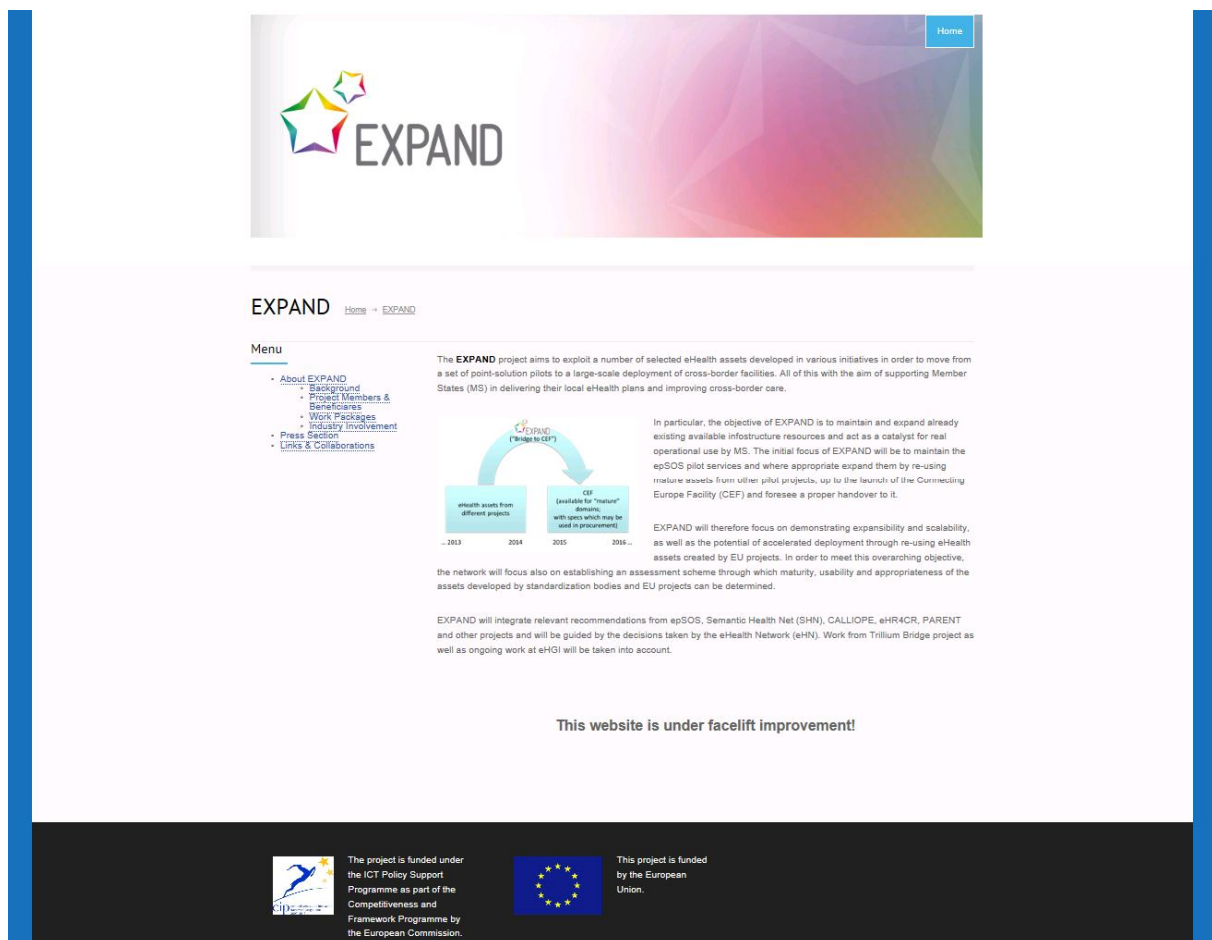 Home
EXPAND
EXPAND Home → EXPAND
Menu
• About EXPAND
• Background
• Project Members &
Beneficiares
• Work Packages
• Industry Involvement
• Press Section
• Links & Collaborations
The EXPAND project aims to exploit a number of selected eHealth assets developed in various initiatives in order to move from
a set of point-solution pilots to a large-scale deployment of cross-border facilities. All of this with the aim of supporting Member
States (MS) in delivering their local eHealth plans and improving cross-border care.
EXPAND
("Bridge to CEF")
eHealth assets from
different projects
CEF
(available for "mature"
domains;
with specs which may be
used in procurement)
... 2013 2014 2015 2016 ...
In particular, the objective of EXPAND is to maintain and expand already
existing available infostructure resources and act as a catalyst for real
operational use by MS. The initial focus of EXPAND will be to maintain the
epSOS pilot services and where appropriate expand them by re-using
mature assets from other pilot projects, up to the launch of the Connecting
Europe Facility (CEF) and foresee a proper handover to it.
EXPAND will therefore focus on demonstrating expansibility and scalability,
as well as the potential of accelerated deployment through re-using eHealth
assets created by EU projects. In order to meet this overarching objective,
the network will focus also on establishing an assessment scheme through which maturity, usability and appropriateness of the
assets developed by standardization bodies and EU projects can be determined.
EXPAND will integrate relevant recommendations from epSOS, Semantic Health Net (SHN), CALLIOPE, eHR4CR, PARENT
and other projects and will be guided by the decisions taken by the eHealth Network (eHN). Work from Trillium Bridge project as
well as ongoing work at eHGI will be taken into account.
This website is under facelift improvement!
cip
The project is funded under
the ICT Policy Support
Programme as part of the
Competitiveness and
Framework Programme by
the European Commission.
This project is funded
by the European
Union.